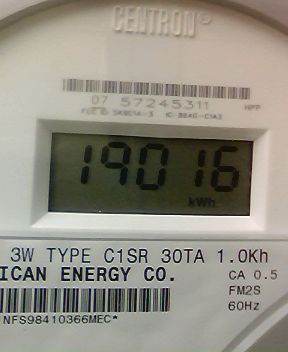 CENTRON®
07 57245311
19016
kWh
3W TYPE C1SR 30TA 1.0Kh
ICAN ENERGY CO.
CA 0.5
FM2S
60Hz
*NFS98410366MEC*